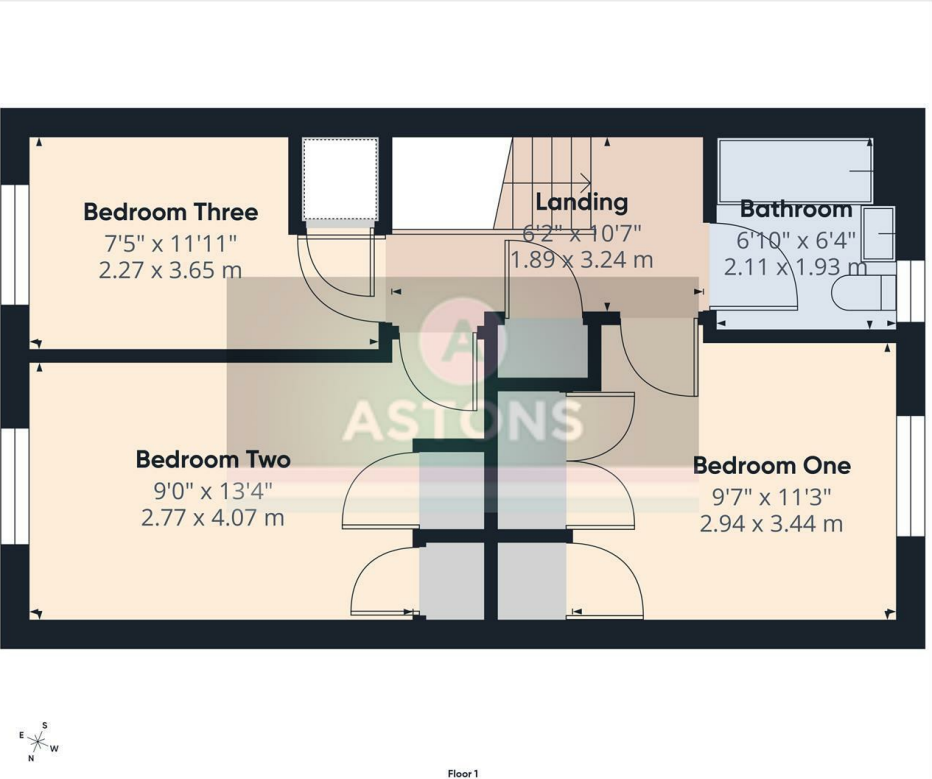 Bedroom Three
7'5" x 11'11"
2.27 x 3.65 m
Landing
6'2" x 10'7"
1.89 x 3.24 m
Bathroom
6'10" x 6'4"
2.11 x 1.93 m
A
ASTONS
Bedroom Two
9'0" x 13'4"
2.77 x 4.07 m
Bedroom One
9'7" x 11'3"
2.94 x 3.44 m
S
E
W
N
Floor 1